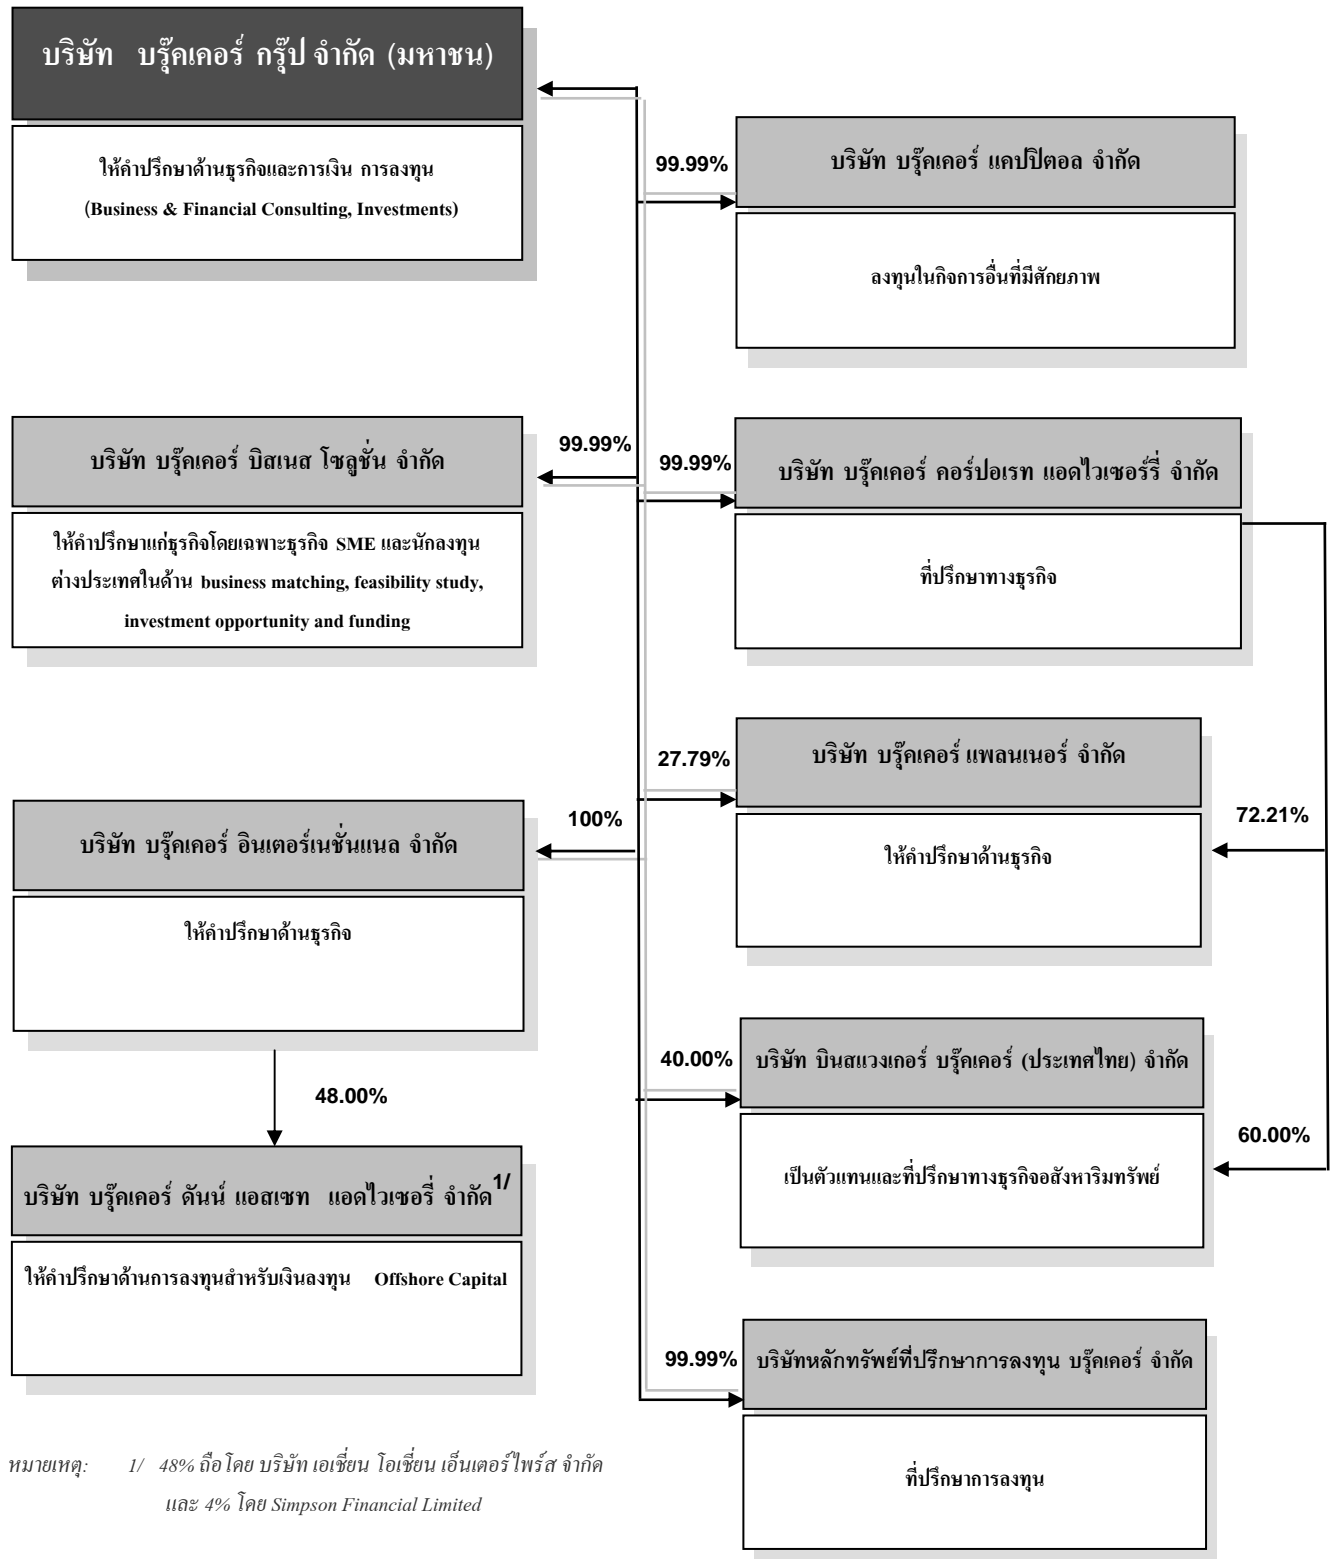 บริษัท บรุ๊คเคอร์ กรุ๊ป จำกัด (มหาชน)
ให้คำปรึกษาด้านธุรกิจและการเงิน การลงทุน
(Business & Financial Consulting, Investments)
99.99%
บริษัท บรุ๊คเคอร์ แคปปิตอล จำกัด
ลงทุนในกิจการอื่นที่มีศักยภาพ
บริษัท บรุ๊คเคอร์ บิสเนส โซลูชั่น จำกัด
99.99%
ให้คำปรึกษาแก่ธุรกิจโดยเฉพาะธุรกิจ SME และนักลงทุน
ต่างประเทศในด้าน business matching, feasibility study,
investment opportunity and funding
99.99%
บริษัท บรุ๊คเคอร์ คอร์ปอเรท แอดไวเซอร์รี่ จำกัด
ที่ปรึกษาทางธุรกิจ
27.79%
บริษัท บรุ๊คเคอร์ แพลนเนอร์ จำกัด
ให้คำปรึกษาด้านธุรกิจ
72.21%
บริษัท บรุ๊คเคอร์ อินเตอร์เนชั่นแนล จำกัด
100%
ให้คำปรึกษาด้านธุรกิจ
48.00%
40.00%
บริษัท บินสแวงเกอร์ บรุ๊คเคอร์ (ประเทศไทย) จำกัด
เป็นตัวแทนและที่ปรึกษาทางธุรกิจอสังหาริมทรัพย์
60.00%
บริษัท บรุ๊คเคอร์ ดันน์ แอสเซท แอดไวเซอรี่ จำกัด1/
ให้คำปรึกษาด้านการลงทุนสำหรับเงินลงทุน Offshore Capital
99.99%
บริษัทหลักทรัพย์ที่ปรึกษาการลงทุน บรุ๊คเคอร์ จำกัด
ที่ปรึกษาการลงทุน
หมายเหตุ: 1/ 48% ถือโดย บริษัท เอเชี่ยน โอเชี่ยน เอ็นเตอร์ไพร์ส จำกัด
และ 4% โดย Simpson Financial Limited